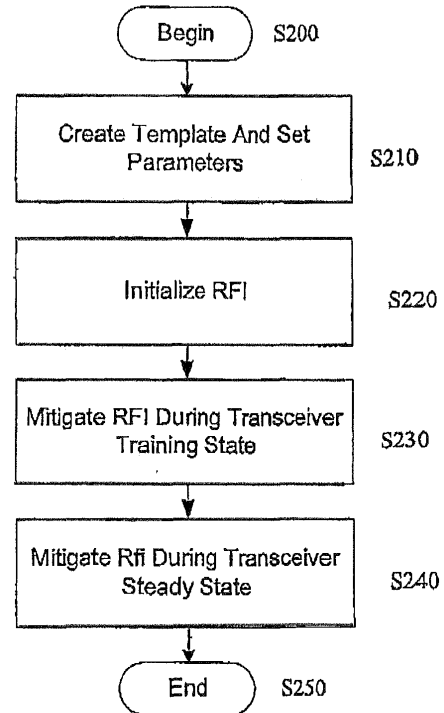 Begin S200
Create Template And Set
Parameters
S210
Initialize RFI
S220
Mitigate RFI During Transceiver
Training State
S230
Mitigate Rfi During Transceiver
Steady State
S240
End S250